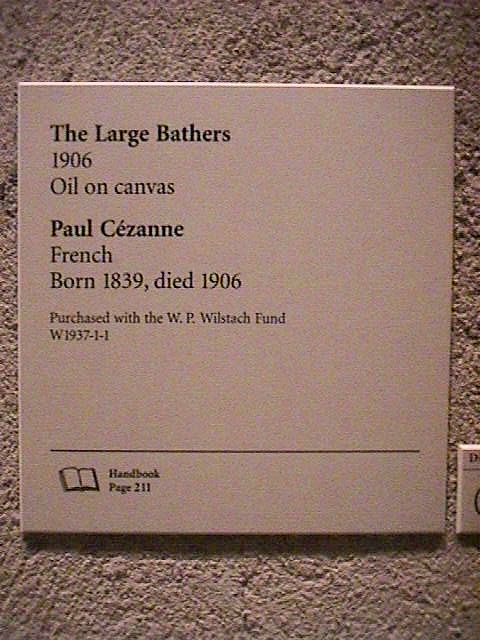 The Large Bathers
1906
Oil on canvas
Paul Cézanne
French
Born 1839, died 1906
Purchased with the W. P. Wilstach Fund
W1937-1-1
Handbook
Page 211